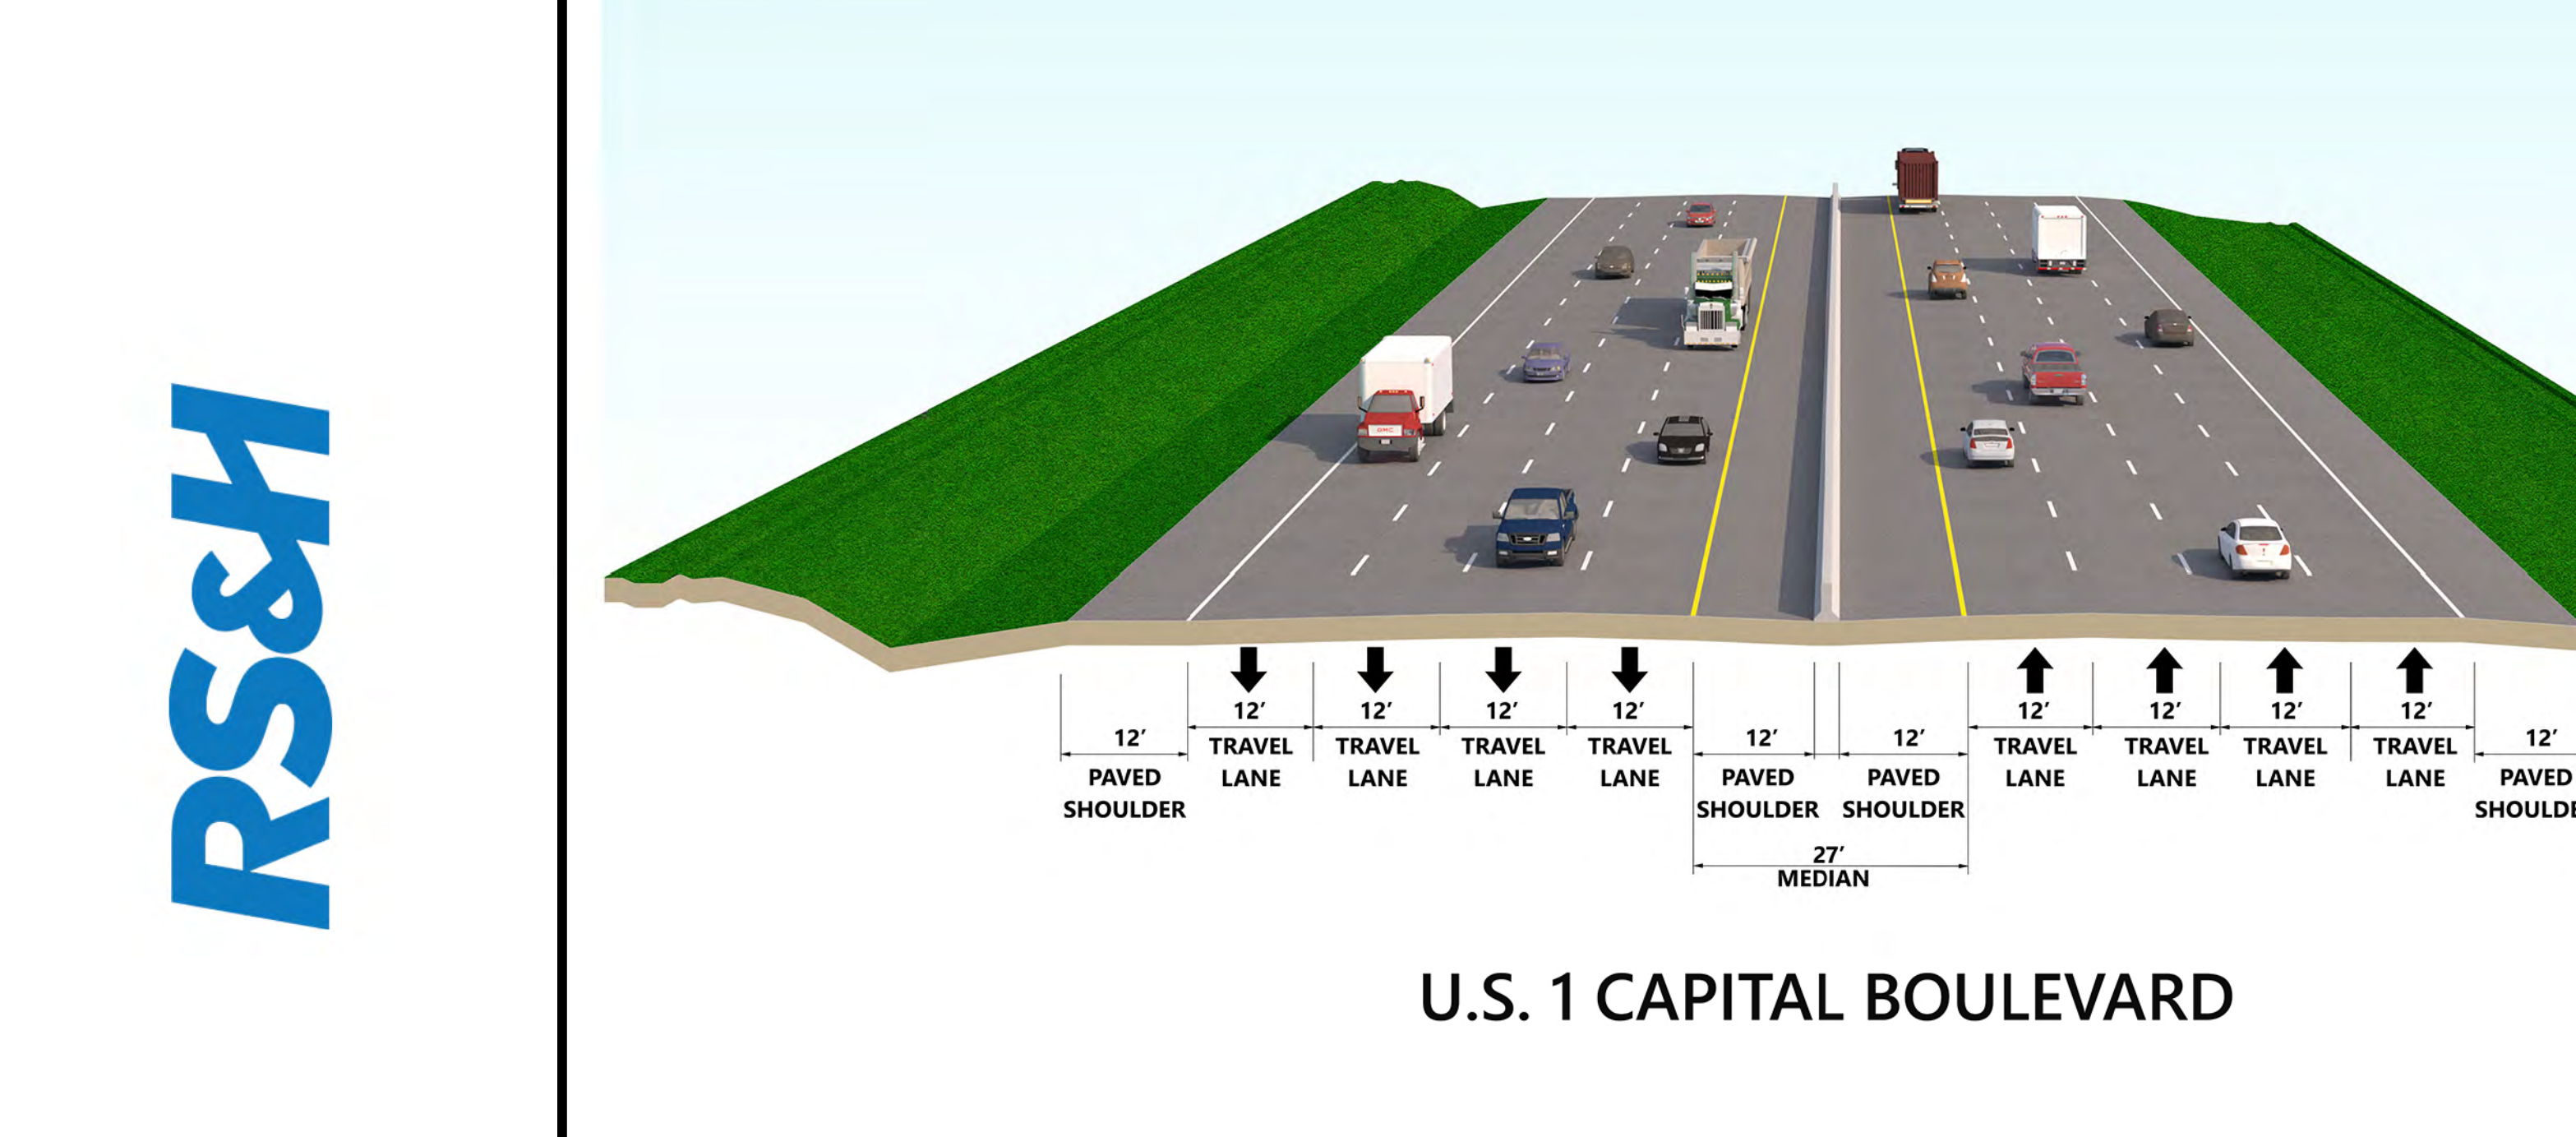 RS&H
12’
12’
12’
12’
12’
12’
12’
12’
12’
12’
12’
12’
TRAVEL
LANE
TRAVEL
LANE
TRAVEL
LANE
TRAVEL
LANE
TRAVEL
LANE
TRAVEL
LANE
TRAVEL
LANE
TRAVEL
LANE
PAVED
SHOULDER
PAVED
SHOULDER
PAVED
SHOULDER
PAVED
SHOULDE
27’
MEDIAN
U.S. 1 CAPITAL BOULEVARD